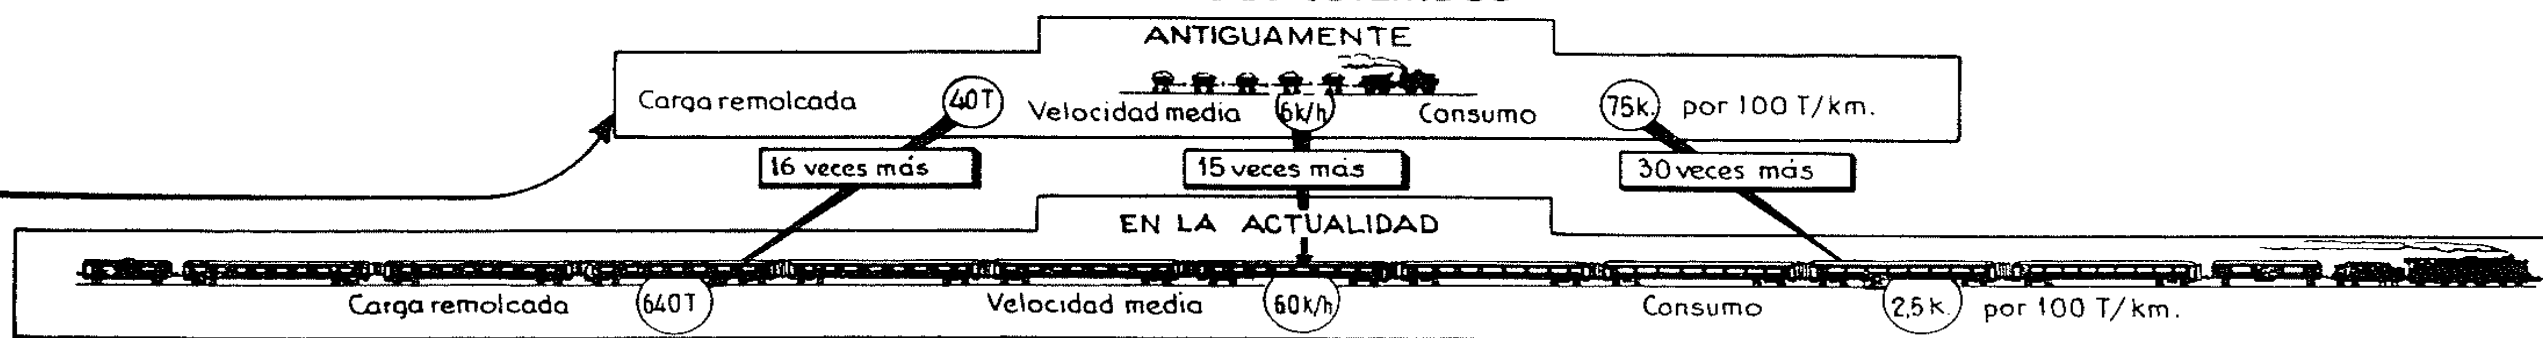 ANTIGUAMENTE
Carga remolcada 40T Velocidad media 6k/h Consumo 75k. por 100 T/km.
16 veces más 15 veces más 30 veces más
EN LA ACTUALIDAD
Carga remolcada 640T Velocidad media 60k/h Consumo 2,5 k. por 100 T/km.